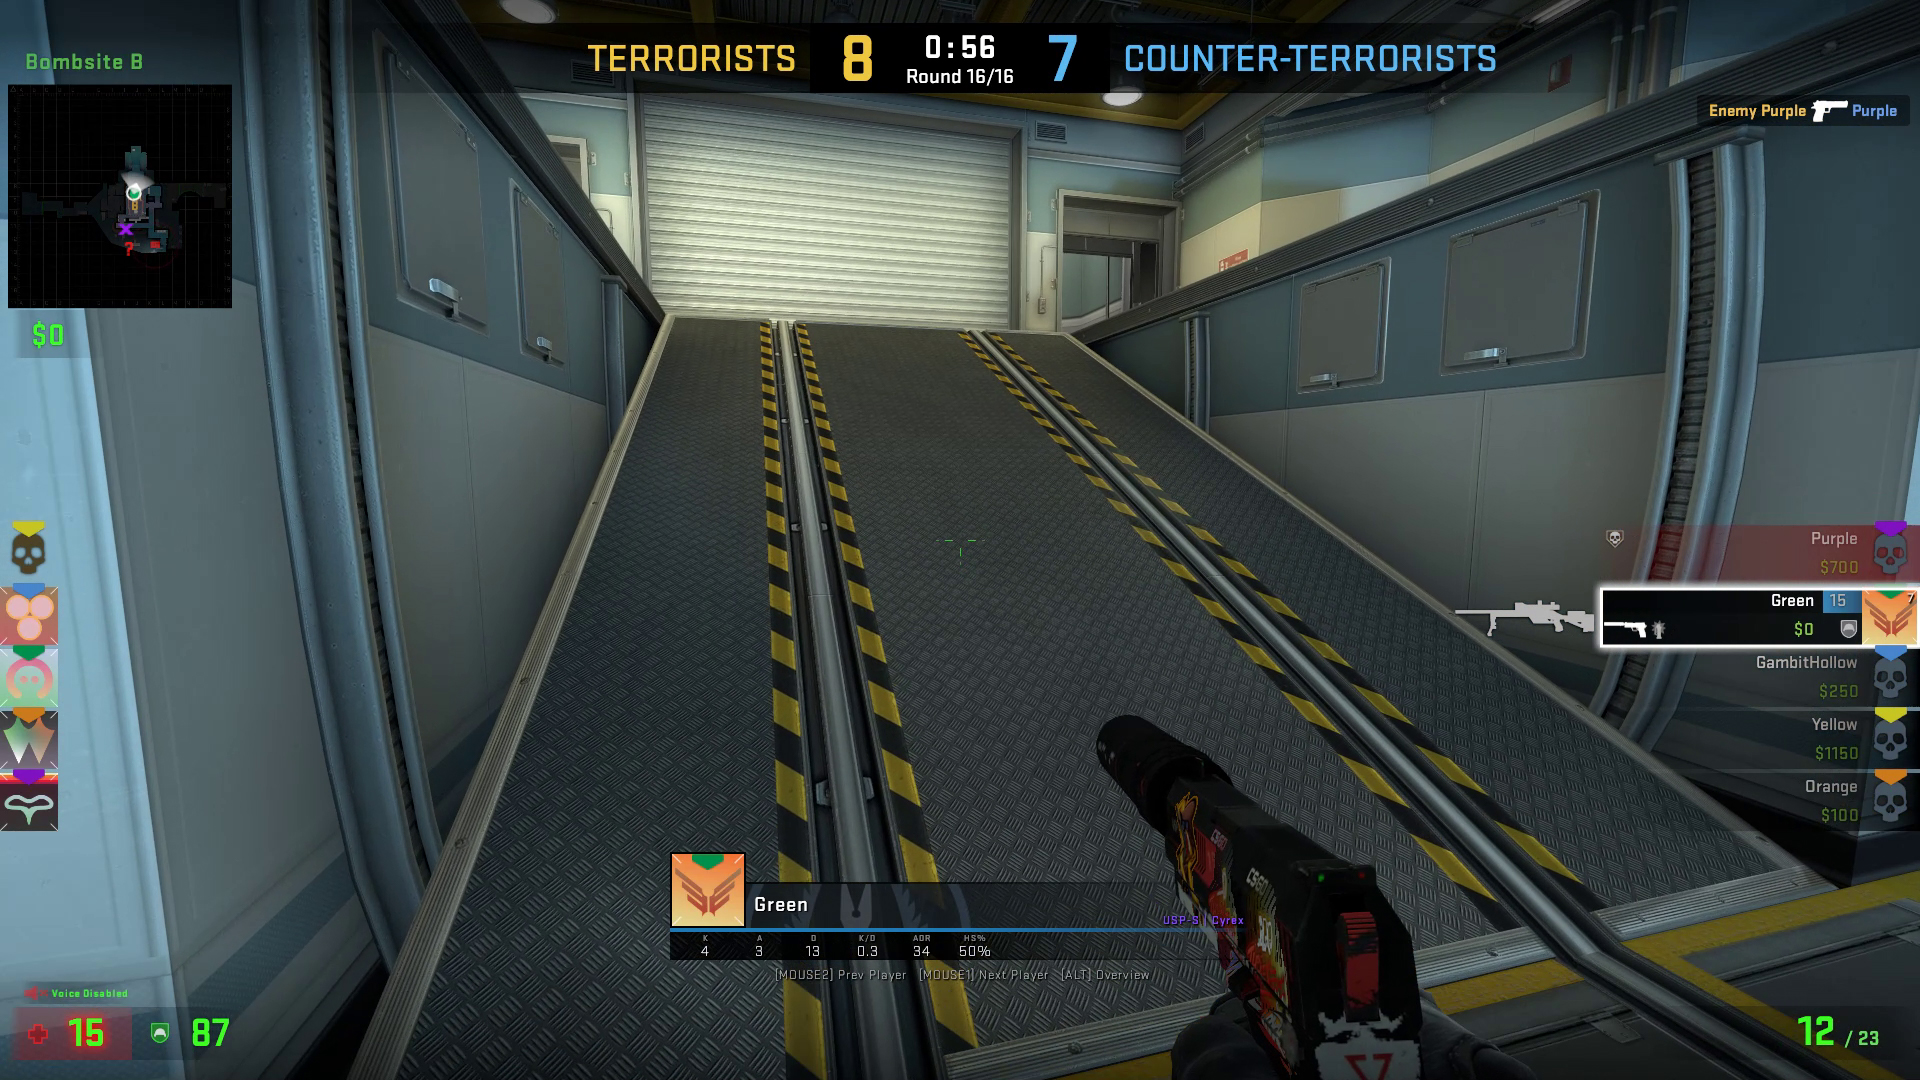 Bombsite B
TERRORISTS 8 0:56 7 COUNTER-TERRORISTS
Round 16/16
Enemy Purple Purple
?
$0
Purple
$700
Green 15 7
$0
GambitHollow
$250
Yellow
$1150
Orange
$100
Green
USP-S | Cyrex
K A D K/D ADR HS%
4 3 13 0.3 34 50%
[MOUSE2] Prev Player [MOUSE1] Next Player [ALT] Overview
Voice Disabled
15 87
12 / 23